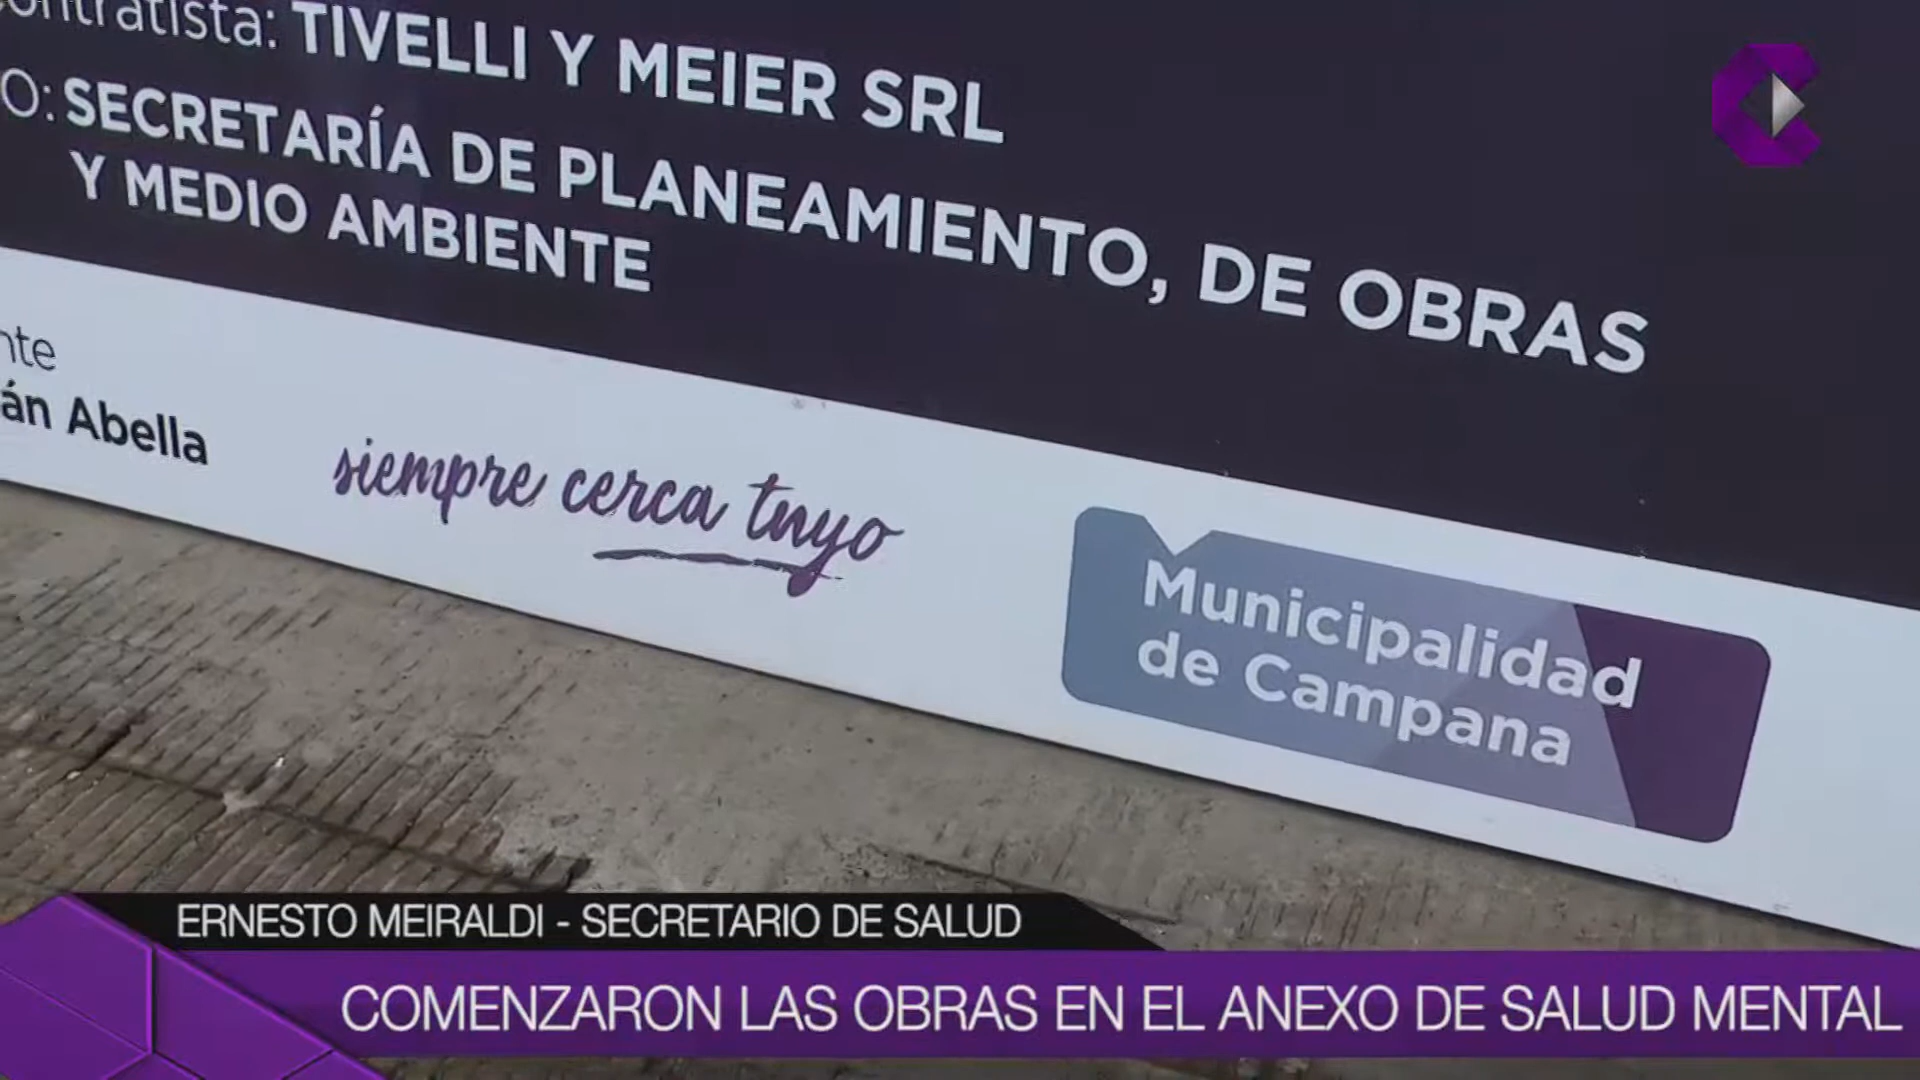 contratista: TIVELLI Y MEIER SRL
O: SECRETARÍA DE PLANEAMIENTO, DE OBRAS
Y MEDIO AMBIENTE
nte
án Abella
siempre cerca tuyo
Municipalidad
de Campana
ERNESTO MEIRALDI - SECRETARIO DE SALUD
COMENZARON LAS OBRAS EN EL ANEXO DE SALUD MENTAL